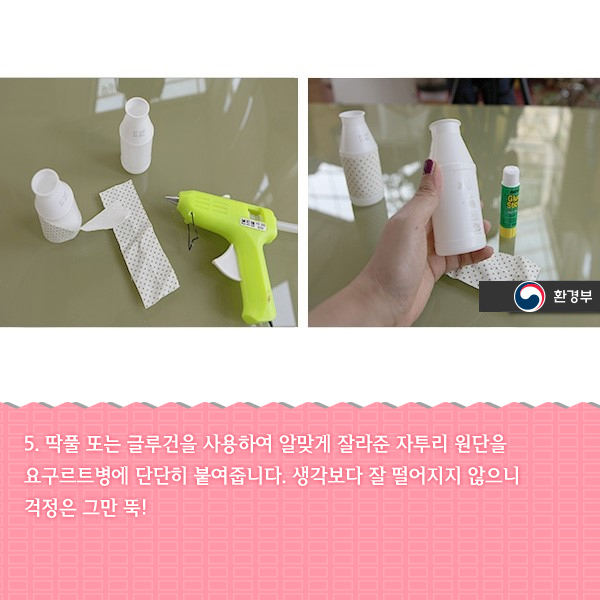 Glue
Stick
환경부
5. 딱풀 또는 글루건을 사용하여 알맞게 잘라준 자투리 원단을
요구르트병에 단단히 붙여줍니다. 생각보다 잘 떨어지지 않으니
걱정은 그만 뚝!